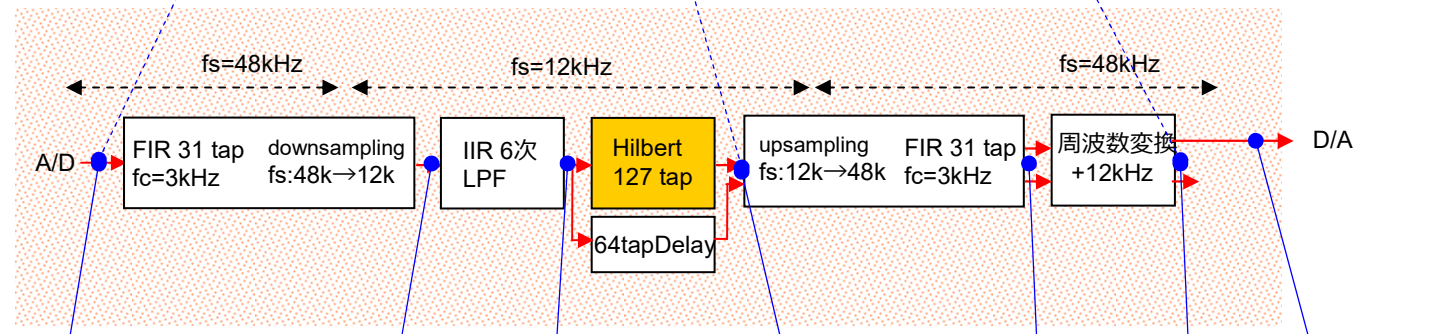 fs=48kHz
fs=12kHz
fs=48kHz
A/D
FIR 31 tap
fc=3kHz
downsampling
fs:48k→12k
IIR 6次
LPF
Hilbert
127 tap
64tapDelay
upsampling
fs:12k→48k
FIR 31 tap
fc=3kHz
周波数変換
+12kHz
D/A